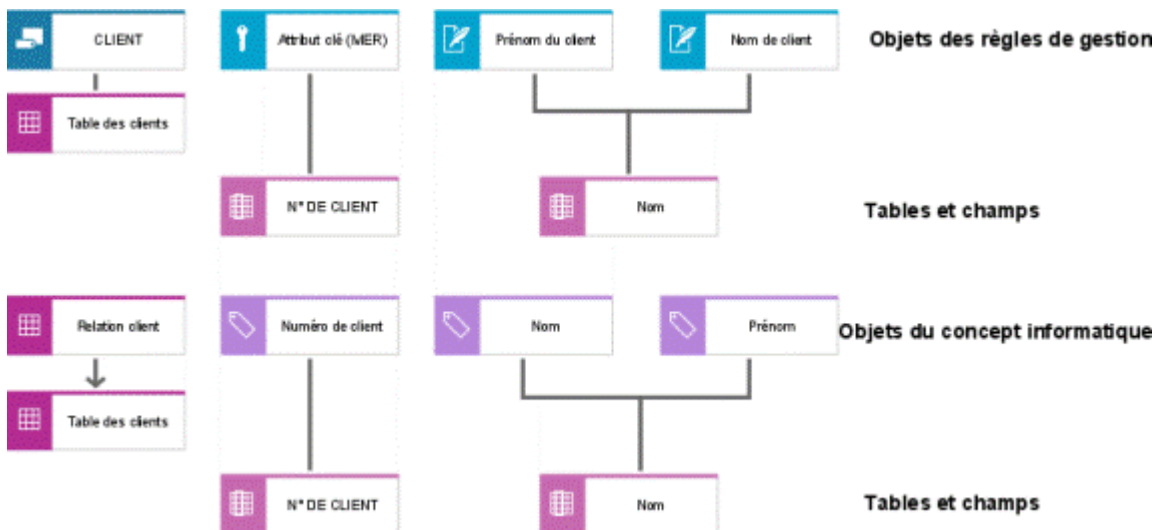 CLIENT
Attribut clé (MER)
Prénom du client
Nom de client
Objets des règles de gestion
Table des clients
N° DE CLIENT
Nom
Tables et champs
Relation client
Numéro de client
Nom
Prénom
Objets du concept informatique
Table des clients
N° DE CLIENT
Nom
Tables et champs